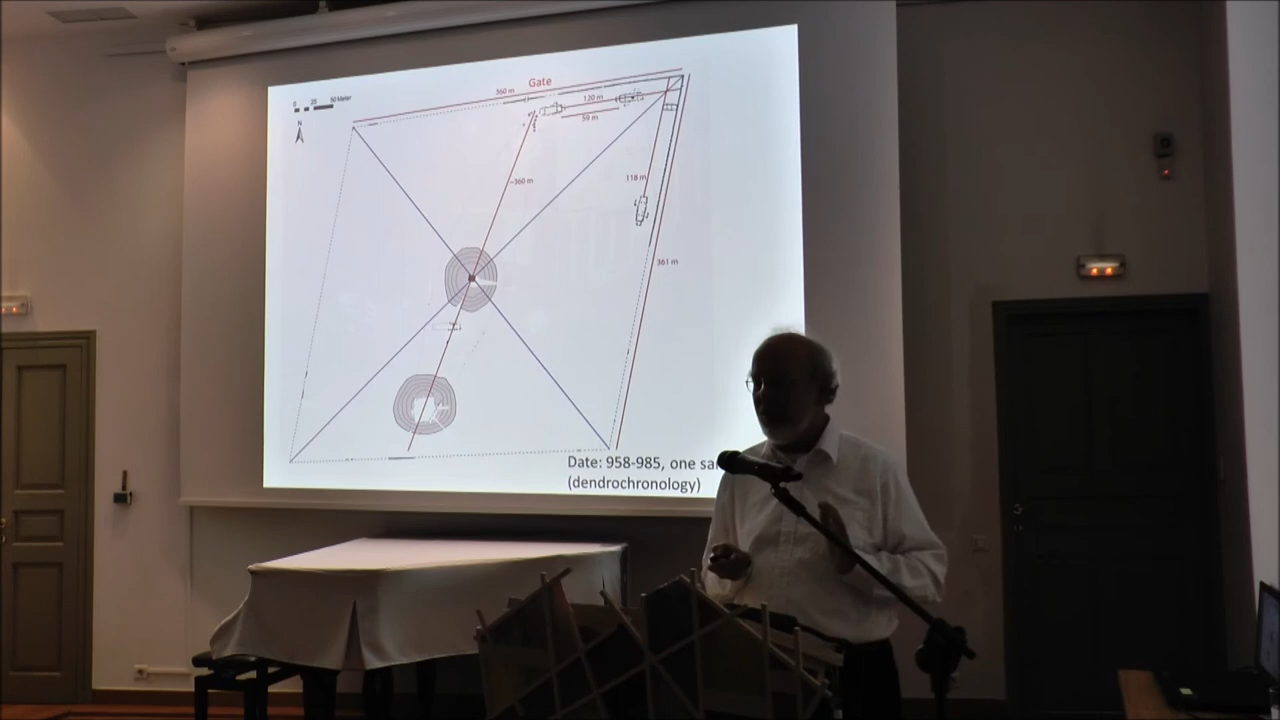 0 25 50 Meter
N
360 m
Gate
120 m
59 m
~360 m
118 m
361 m
Date: 958-985, one sa
(dendrochronology)